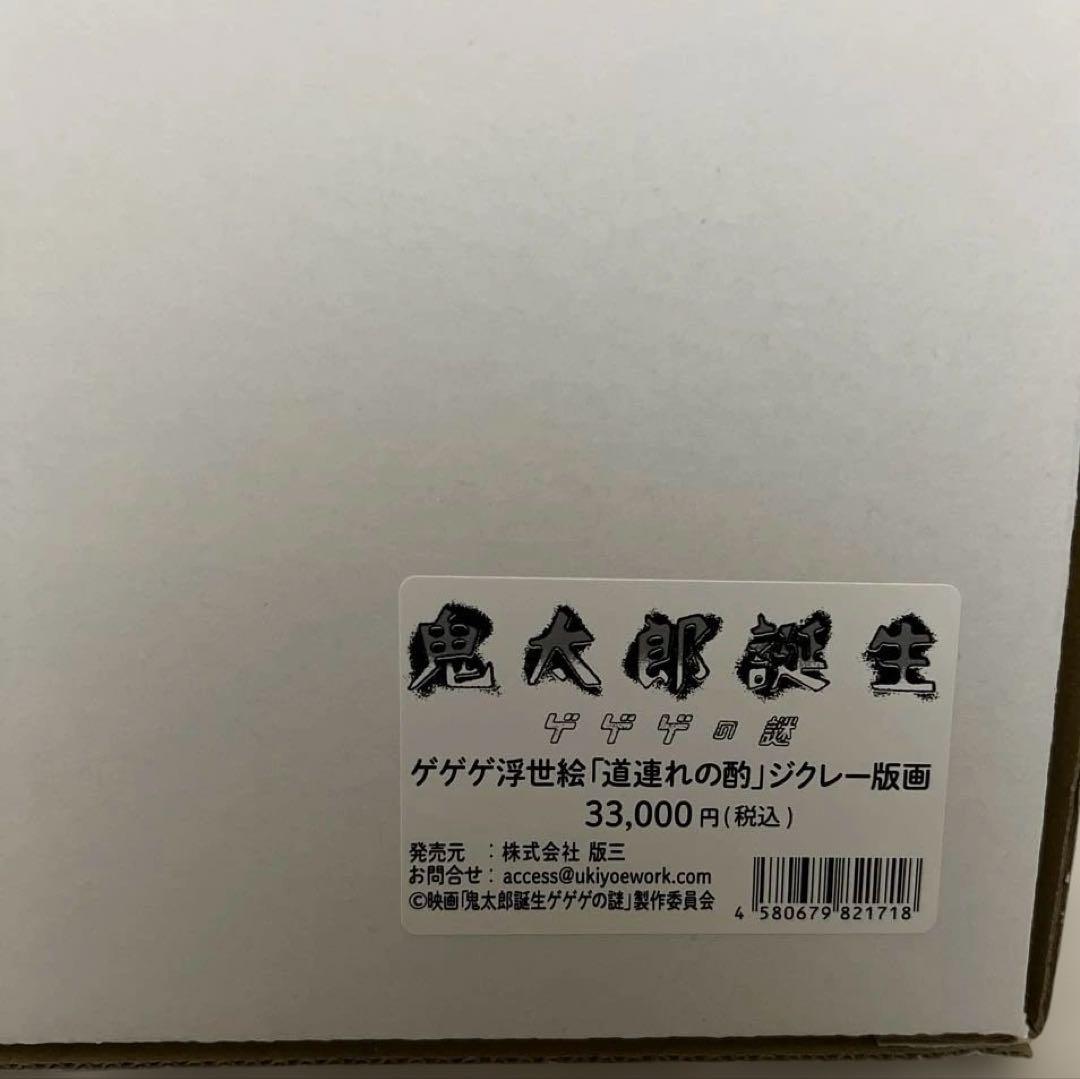 鬼太郎誕生
ゲゲゲの謎
ゲゲゲ浮世絵「道連れの酌」ジクレー版画
33,000円(税込)
発売元 : 株式会社 版三
お問合せ : access@ukiyoework.com
©映画「鬼太郎誕生ゲゲゲの謎」製作委員会
4 580679 821718